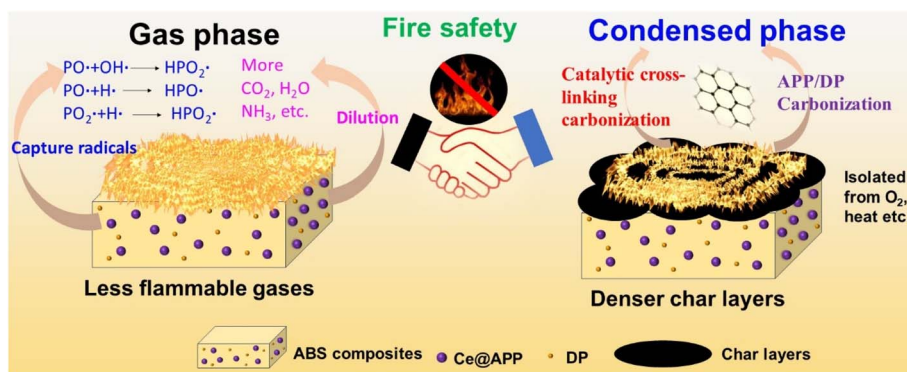 Gas phase
Fire safety
Condensed phase
PO·+OH· → HPO₂·
PO·+H· → HPO·
PO₂·+H· → HPO₂·
More
CO₂, H₂O
NH₃, etc.
Capture radicals
Dilution
Catalytic cross-
linking
carbonization
APP/DP
Carbonization
Isolated
from O₂,
heat etc
Less flammable gases
Denser char layers
ABS composites
Ce@APP
DP
Char layers